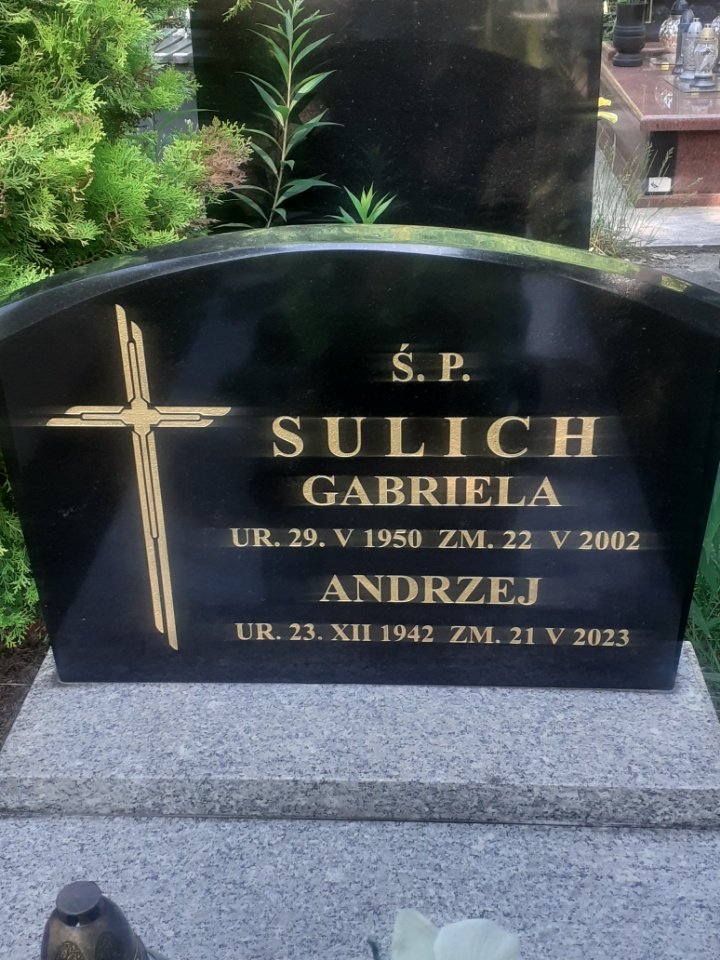 Ś. P.
SULICH
GABRIELA
UR. 29. V 1950 ZM. 22 V 2002
ANDRZEJ
UR. 23. XII 1942 ZM. 21 V 2023